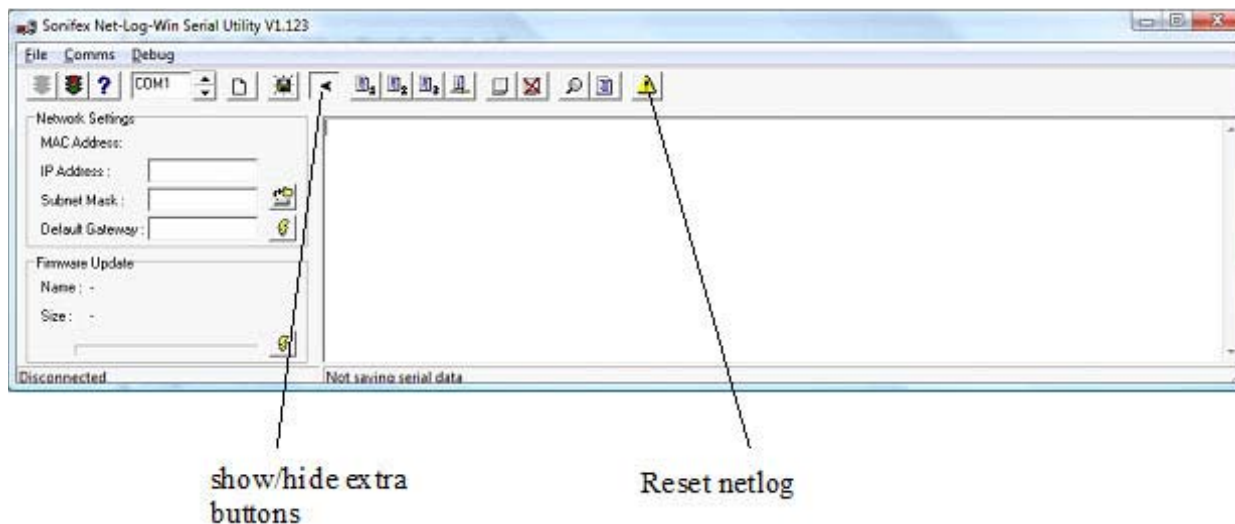 Sonifex Net-Log-Win Serial Utility V1.123
File Comms Debug
? COM1
Network Settings
MAC Address:
IP Address :
Subnet Mask :
Default Gateway :
Firmware Update
Name : -
Size : -
Disconnected
Not saving serial data
show/hide extra
buttons
Reset netlog